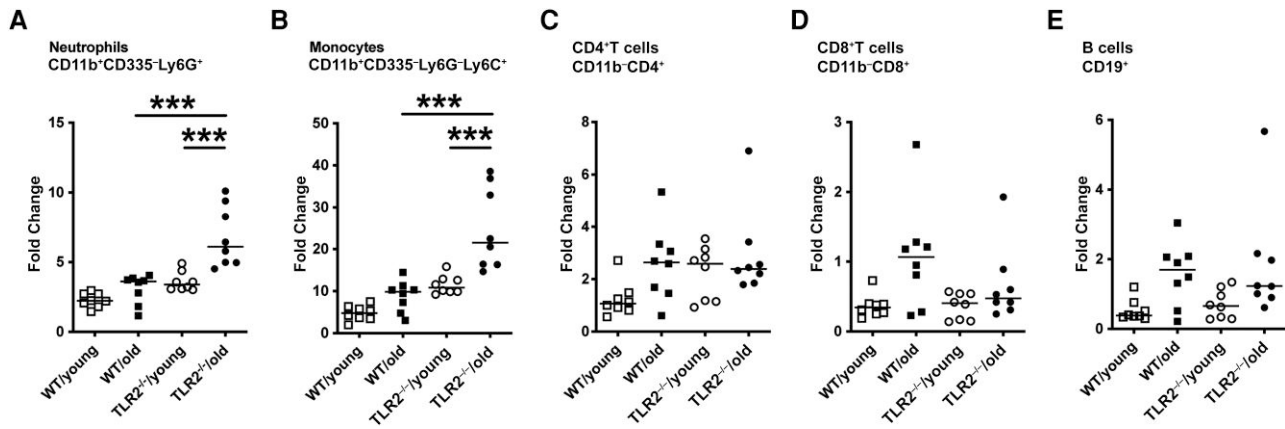 A
Neutrophils
CD11b⁺CD335⁻Ly6G⁺
***
***
Fold Change
15
10
5
0
WT/young
WT/old
TLR2⁻/⁻/young
TLR2⁻/⁻/old
B
Monocytes
CD11b⁺CD335⁻Ly6G⁻Ly6C⁺
***
***
Fold Change
50
40
30
20
10
0
WT/young
WT/old
TLR2⁻/⁻/young
TLR2⁻/⁻/old
C
CD4⁺T cells
CD11b⁻CD4⁺
Fold Change
8
6
4
2
0
WT/young
WT/old
TLR2⁻/⁻/young
TLR2⁻/⁻/old
D
CD8⁺T cells
CD11b⁻CD8⁺
Fold Change
3
2
1
0
WT/young
WT/old
TLR2⁻/⁻/young
TLR2⁻/⁻/old
E
B cells
CD19⁺
Fold Change
6
4
2
0
WT/young
WT/old
TLR2⁻/⁻/young
TLR2⁻/⁻/old